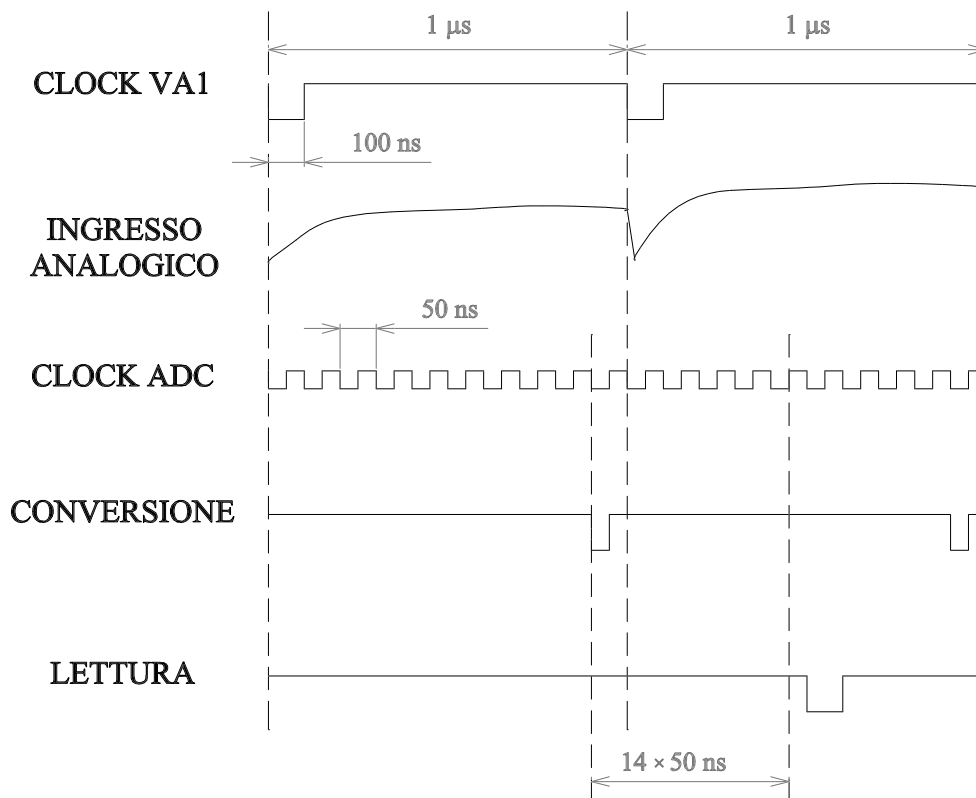 1 μs
1 μs
CLOCK VA1
100 ns
INGRESSO
ANALOGICO
50 ns
CLOCK ADC
CONVERSIONE
LETTURA
14 × 50 ns